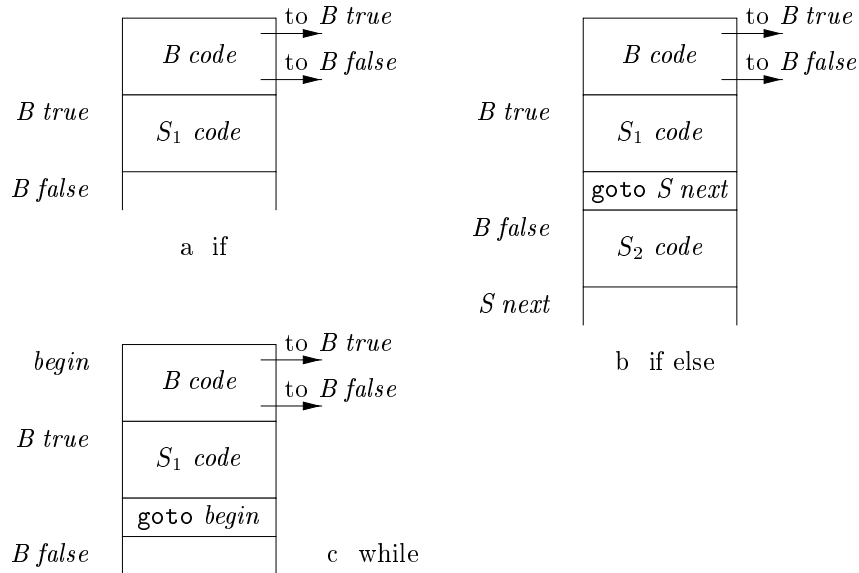 to B true
B code
to B false
B true
S1 code
B false
a if
to B true
B code
to B false
B true
S1 code
goto S next
B false
S2 code
S next
b if else
begin
to B true
B code
to B false
B true
S1 code
goto begin
B false
c while